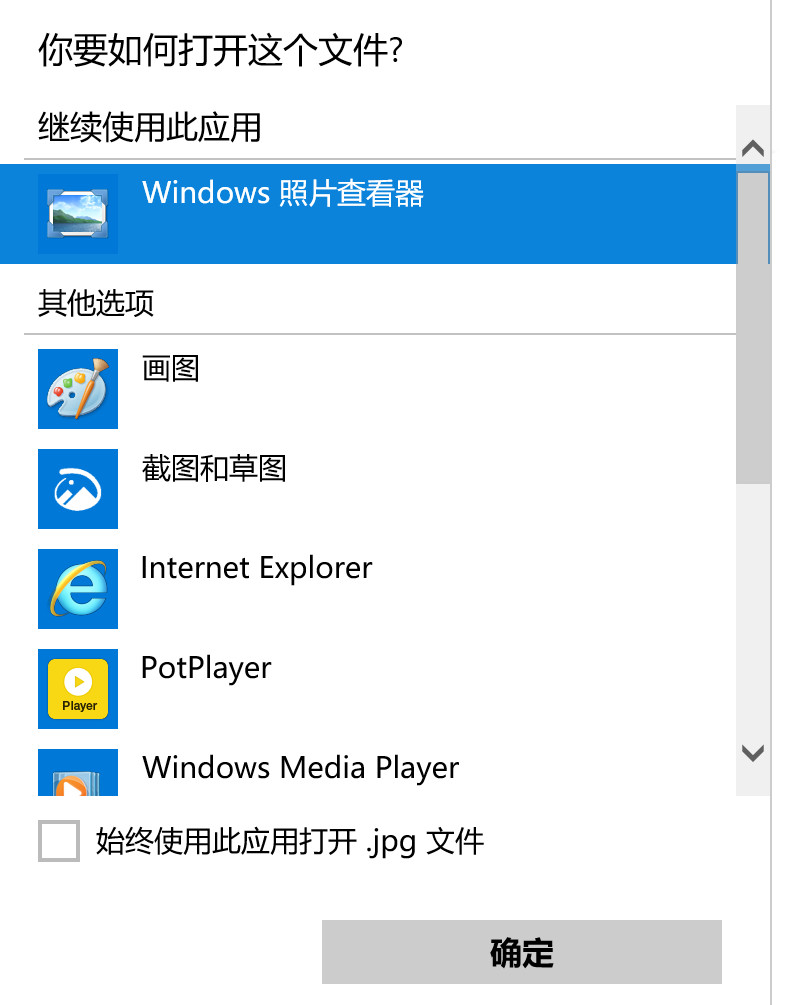 你要如何打开这个文件?
继续使用此应用
Windows 照片查看器
其他选项
画图
截图和草图
Internet Explorer
PotPlayer
Player
Windows Media Player
始终使用此应用打开 .jpg 文件
确定